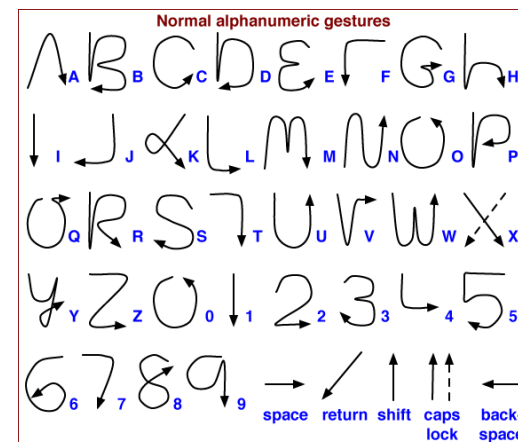 Normal alphanumeric gestures
A B C D E F G H
I J K L M N O P
Q R S T U V W X
Y Z 0 1 2 3 4 5
6 7 8 9 space return shift caps lock back- space